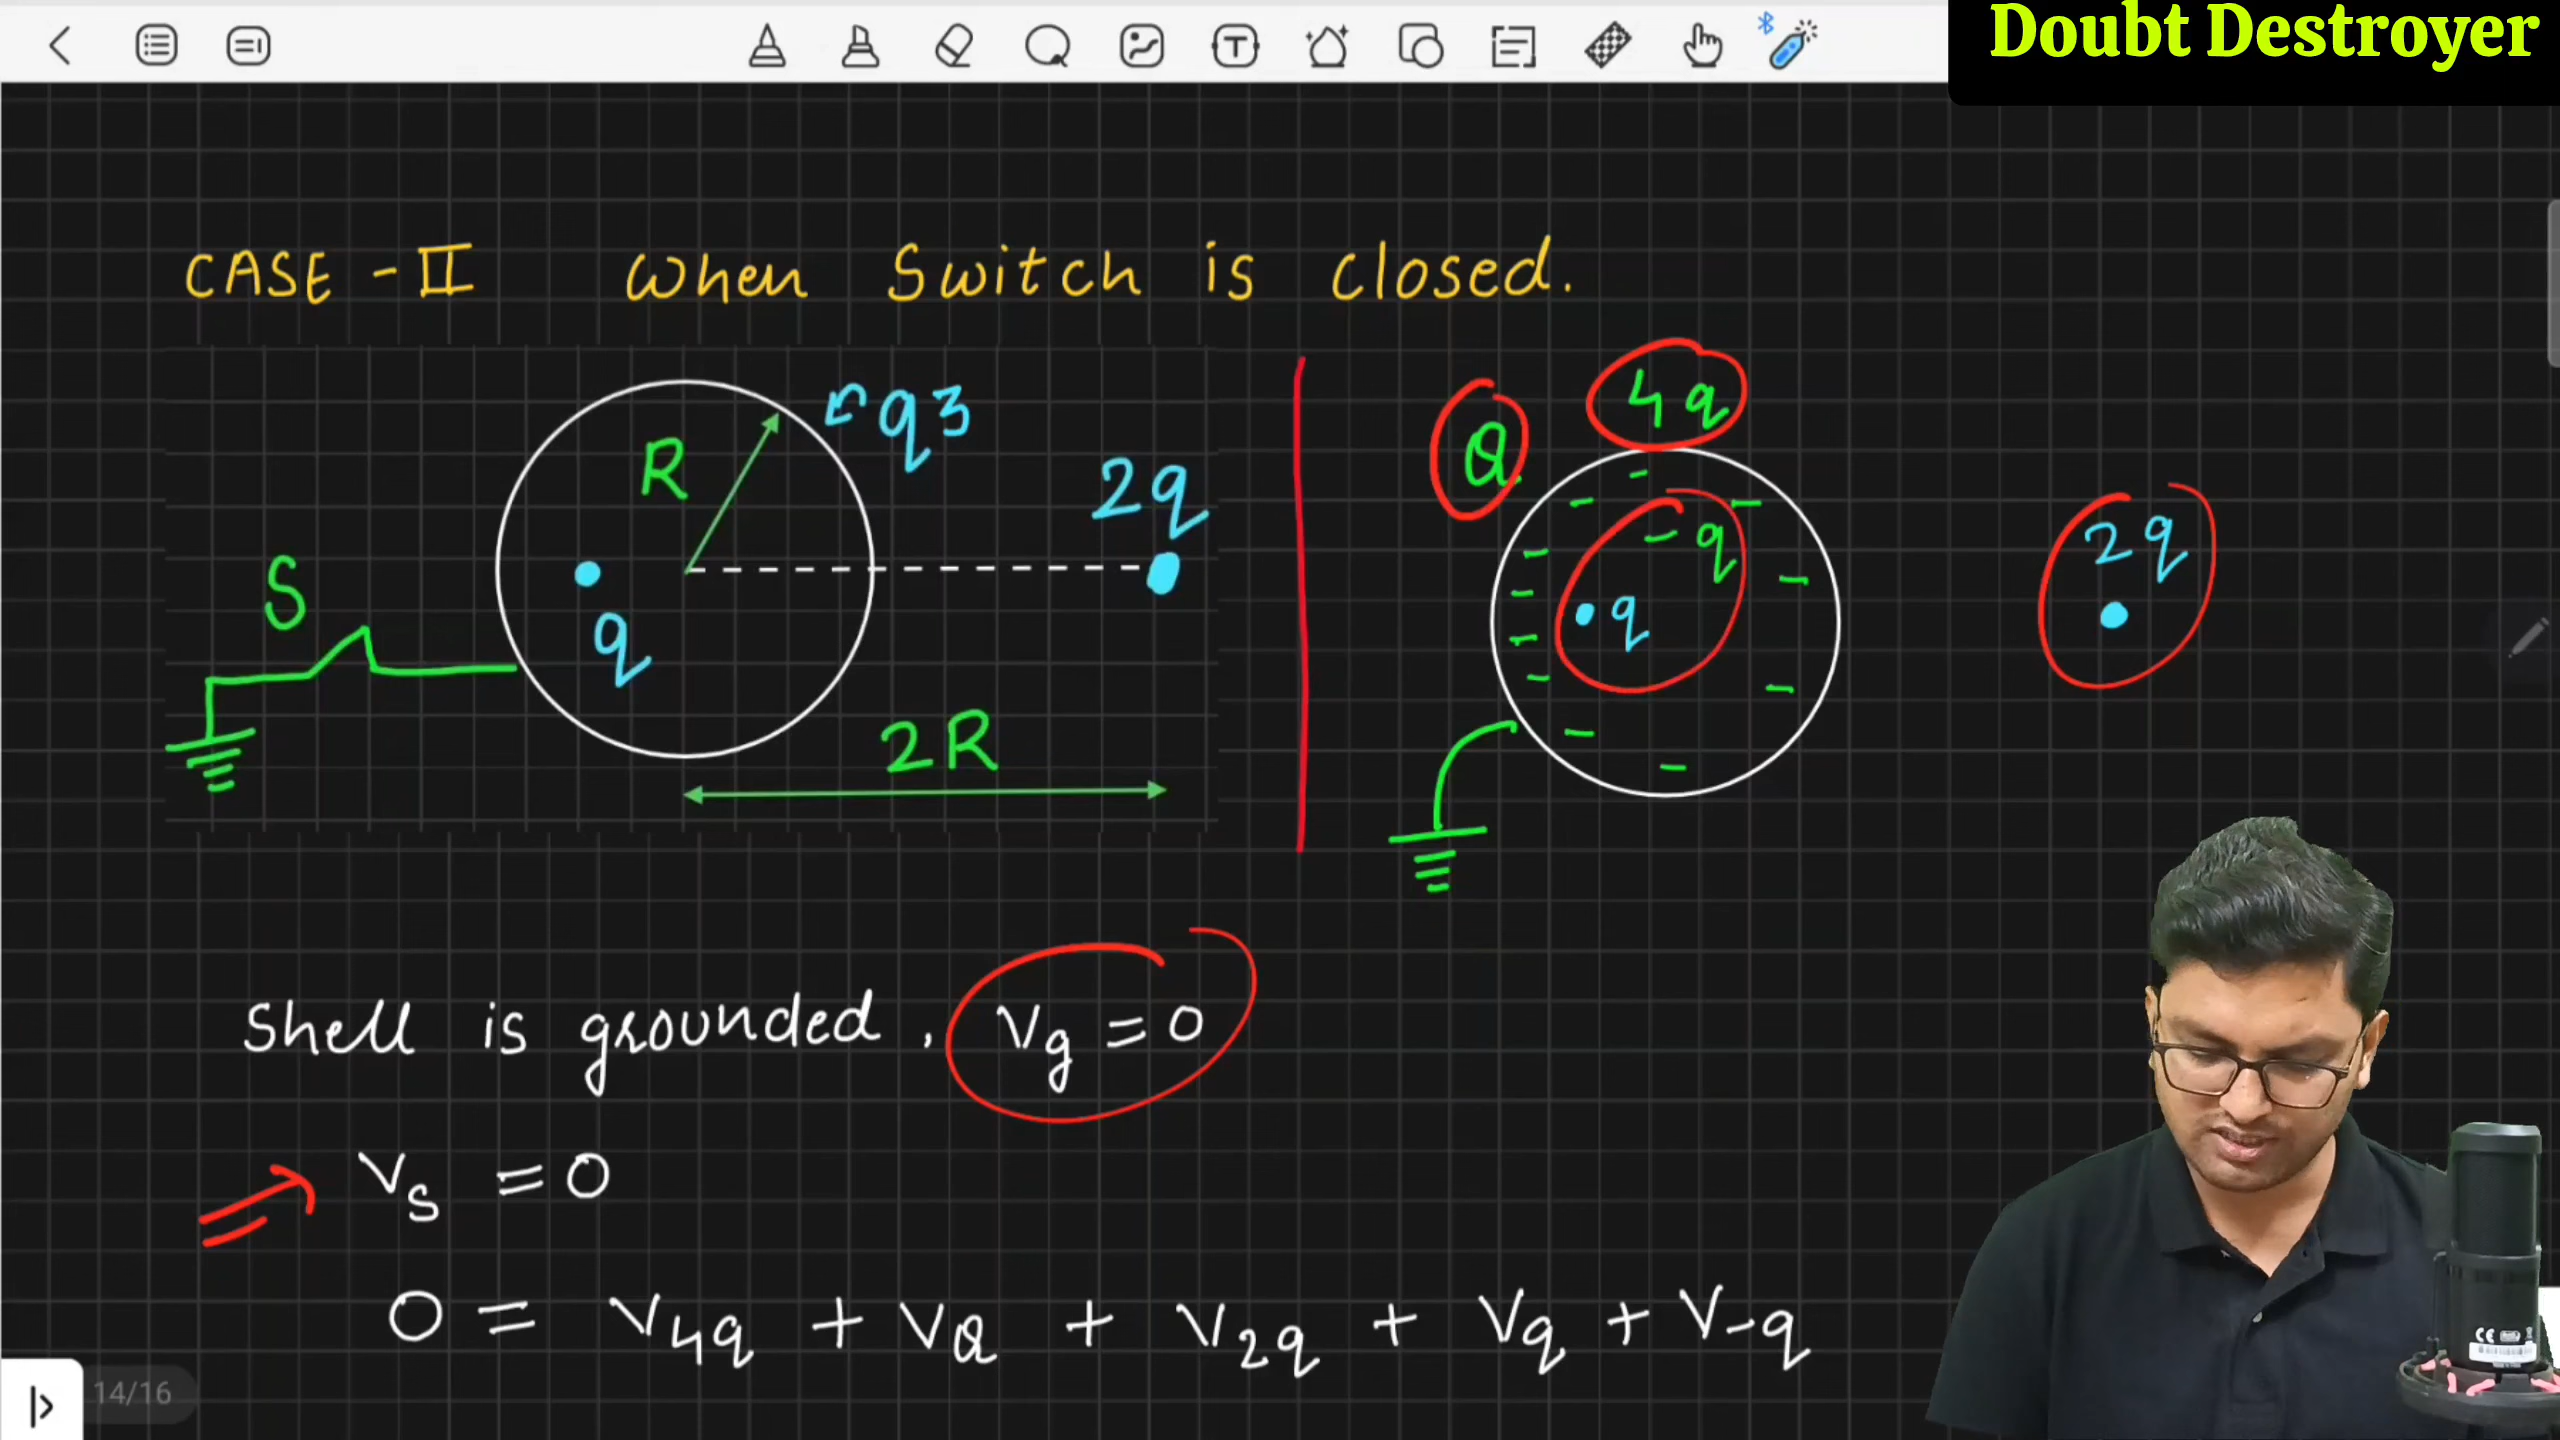 Doubt Destroyer
CASE - II When Switch is closed.
R
q3
2q
S
q
2R
Q
4q
-q
q
2q
Shell is grounded. Vg = 0
Vs = 0
0 = V4q + VQ + V2q + Vq + V-q
14/16